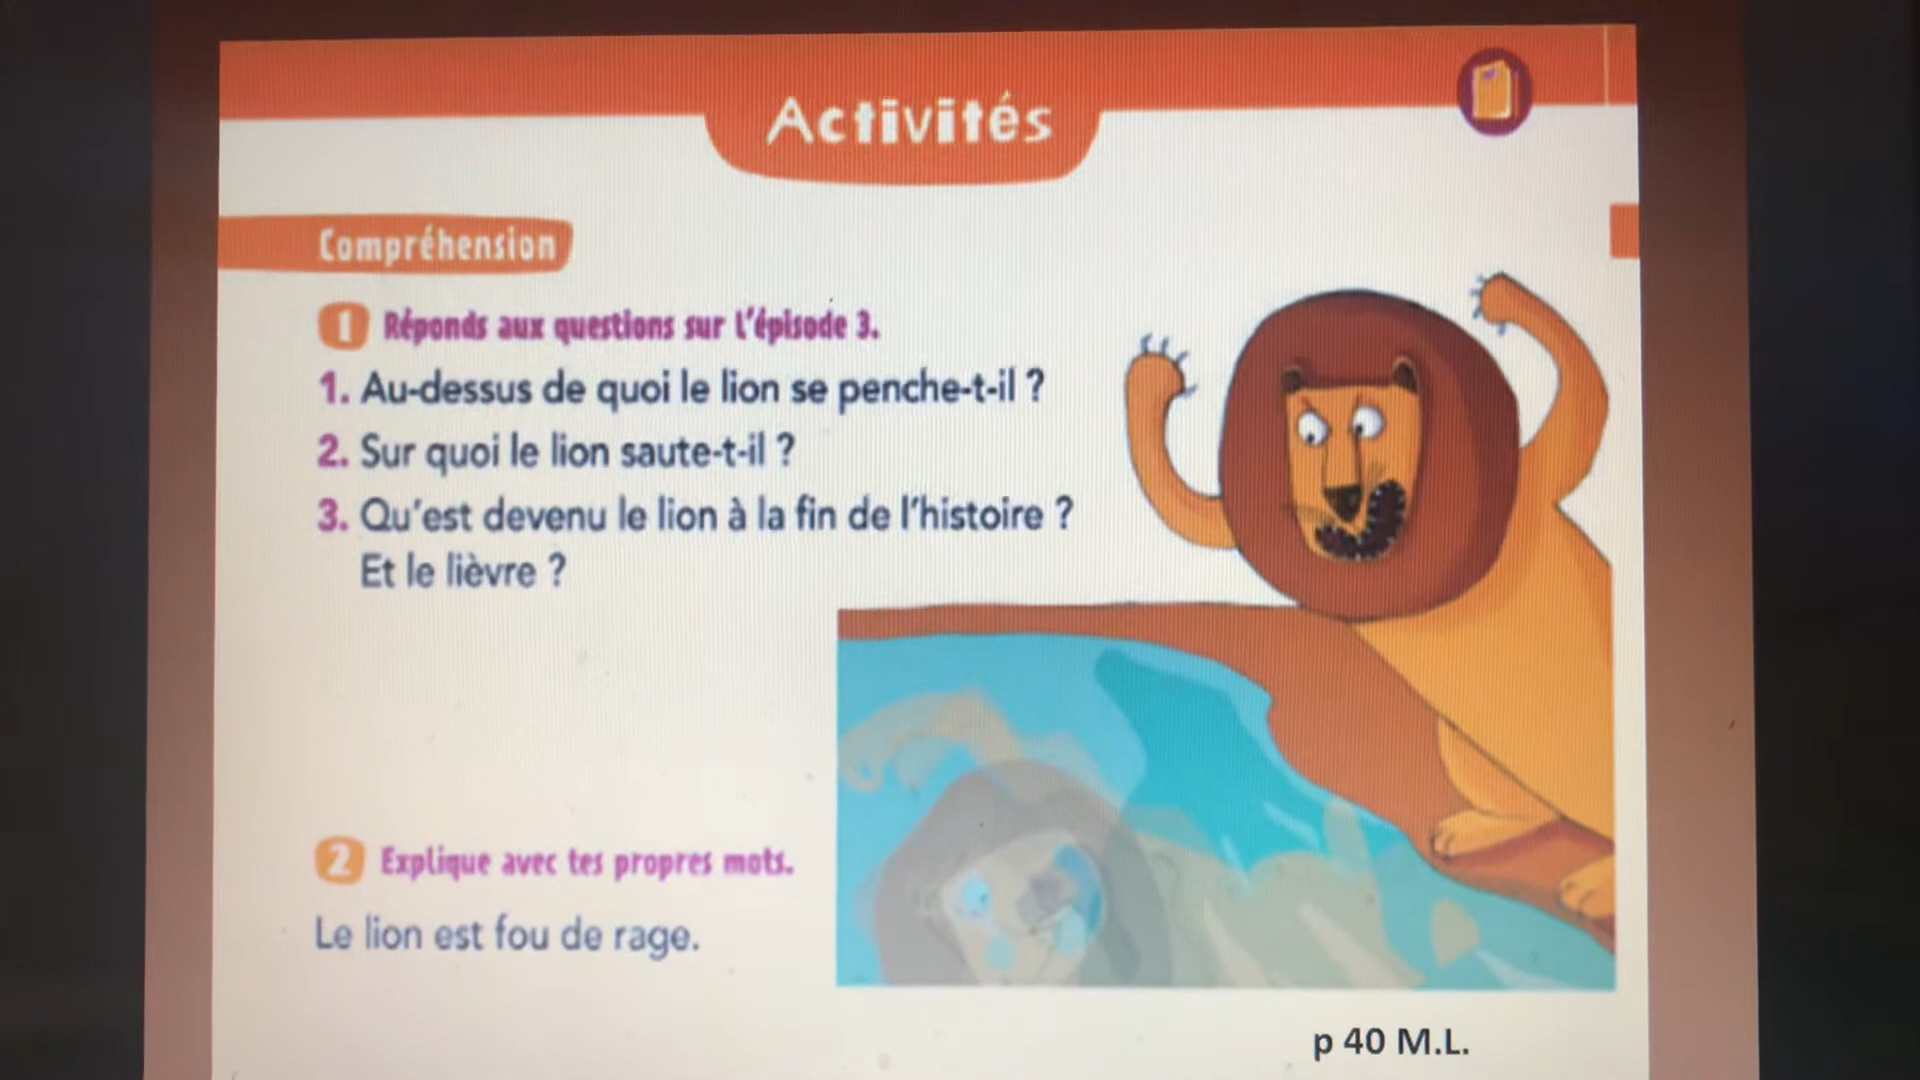 Activités
Compréhension
1 Réponds aux questions sur l'épisode 3.
1. Au-dessus de quoi le lion se penche-t-il ?
2. Sur quoi le lion saute-t-il ?
3. Qu'est devenu le lion à la fin de l'histoire ?
Et le lièvre ?
2 Explique avec tes propres mots.
Le lion est fou de rage.
p 40 M.L.